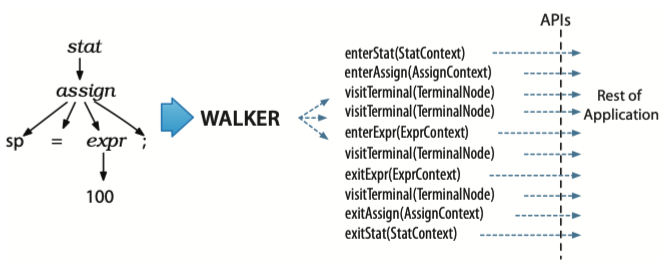 stat
assign
sp = expr ;
100
WALKER
APIs
enterStat(StatContext)
enterAssign(AssignContext)
visitTerminal(TerminalNode)
visitTerminal(TerminalNode)
enterExpr(ExprContext)
visitTerminal(TerminalNode)
exitExpr(ExprContext)
visitTerminal(TerminalNode)
exitAssign(AssignContext)
exitStat(StatContext)
Rest of
Application